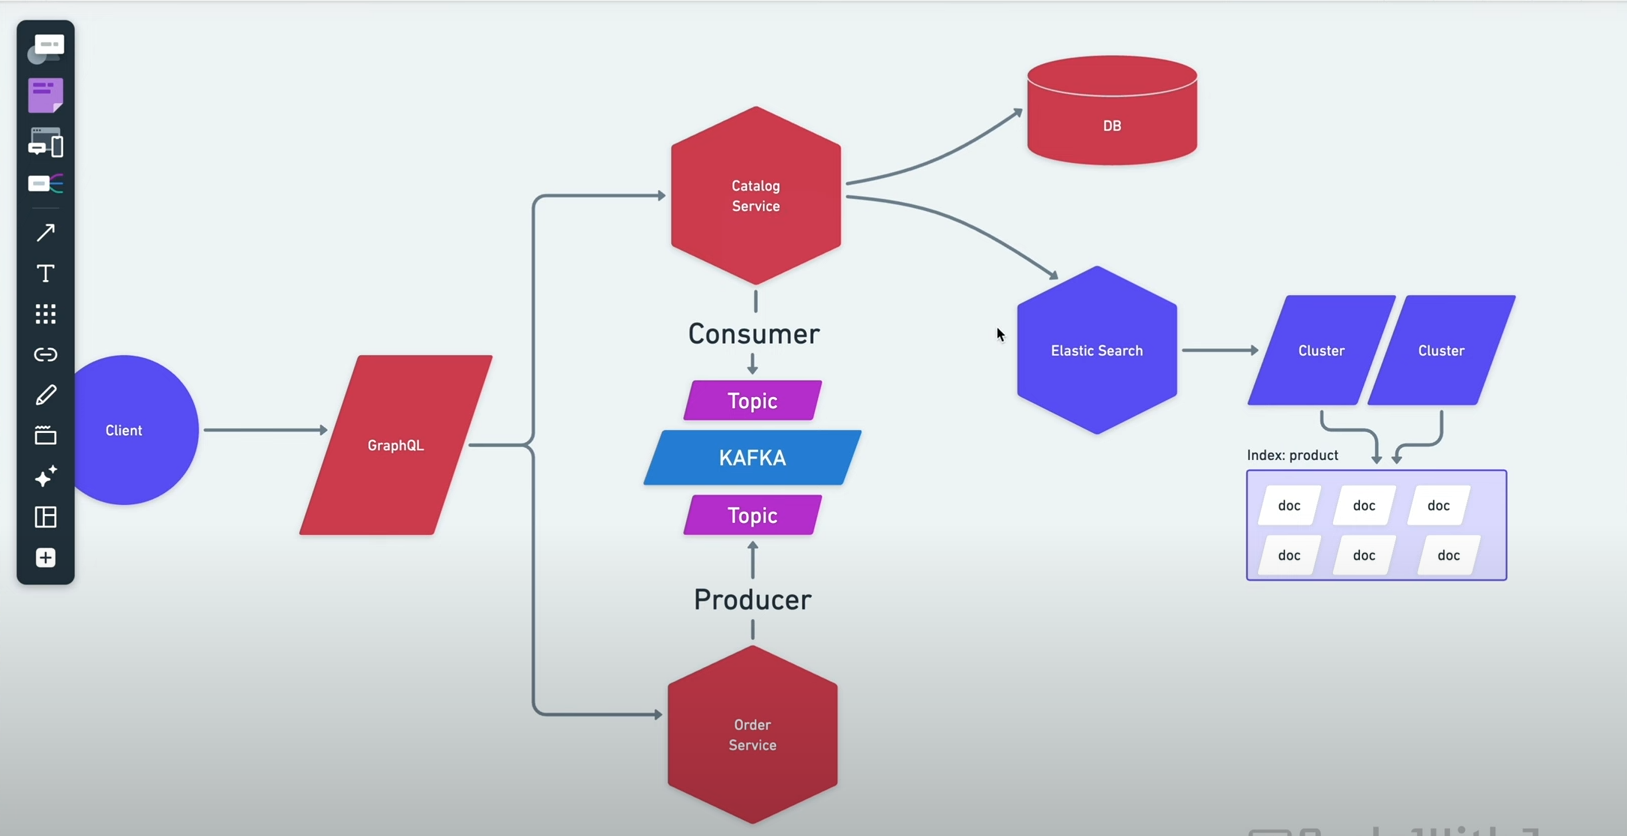 DB
Catalog
Service
Consumer
Elastic Search
Cluster
Cluster
Topic
Client
GraphQL
KAFKA
Index: product
Topic
doc
doc
doc
doc
doc
doc
Producer
Order
Service